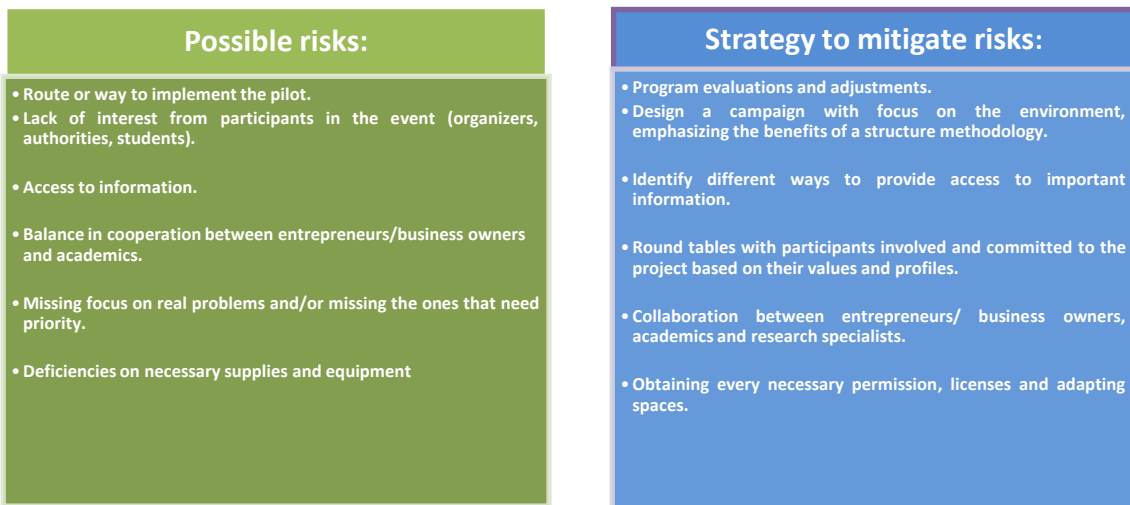 Possible risks:
• Route or way to implement the pilot.
• Lack of interest from participants in the event (organizers,
authorities, students).
• Access to information.
• Balance in cooperation between entrepreneurs/business owners
and academics.
• Missing focus on real problems and/or missing the ones that need
priority.
• Deficiencies on necessary supplies and equipment
Strategy to mitigate risks:
• Program evaluations and adjustments.
• Design a campaign with focus on the environment,
emphasizing the benefits of a structure methodology.
• Identify different ways to provide access to important
information.
• Round tables with participants involved and committed to the
project based on their values and profiles.
• Collaboration between entrepreneurs/ business owners,
academics and research specialists.
• Obtaining every necessary permission, licenses and adapting
spaces.